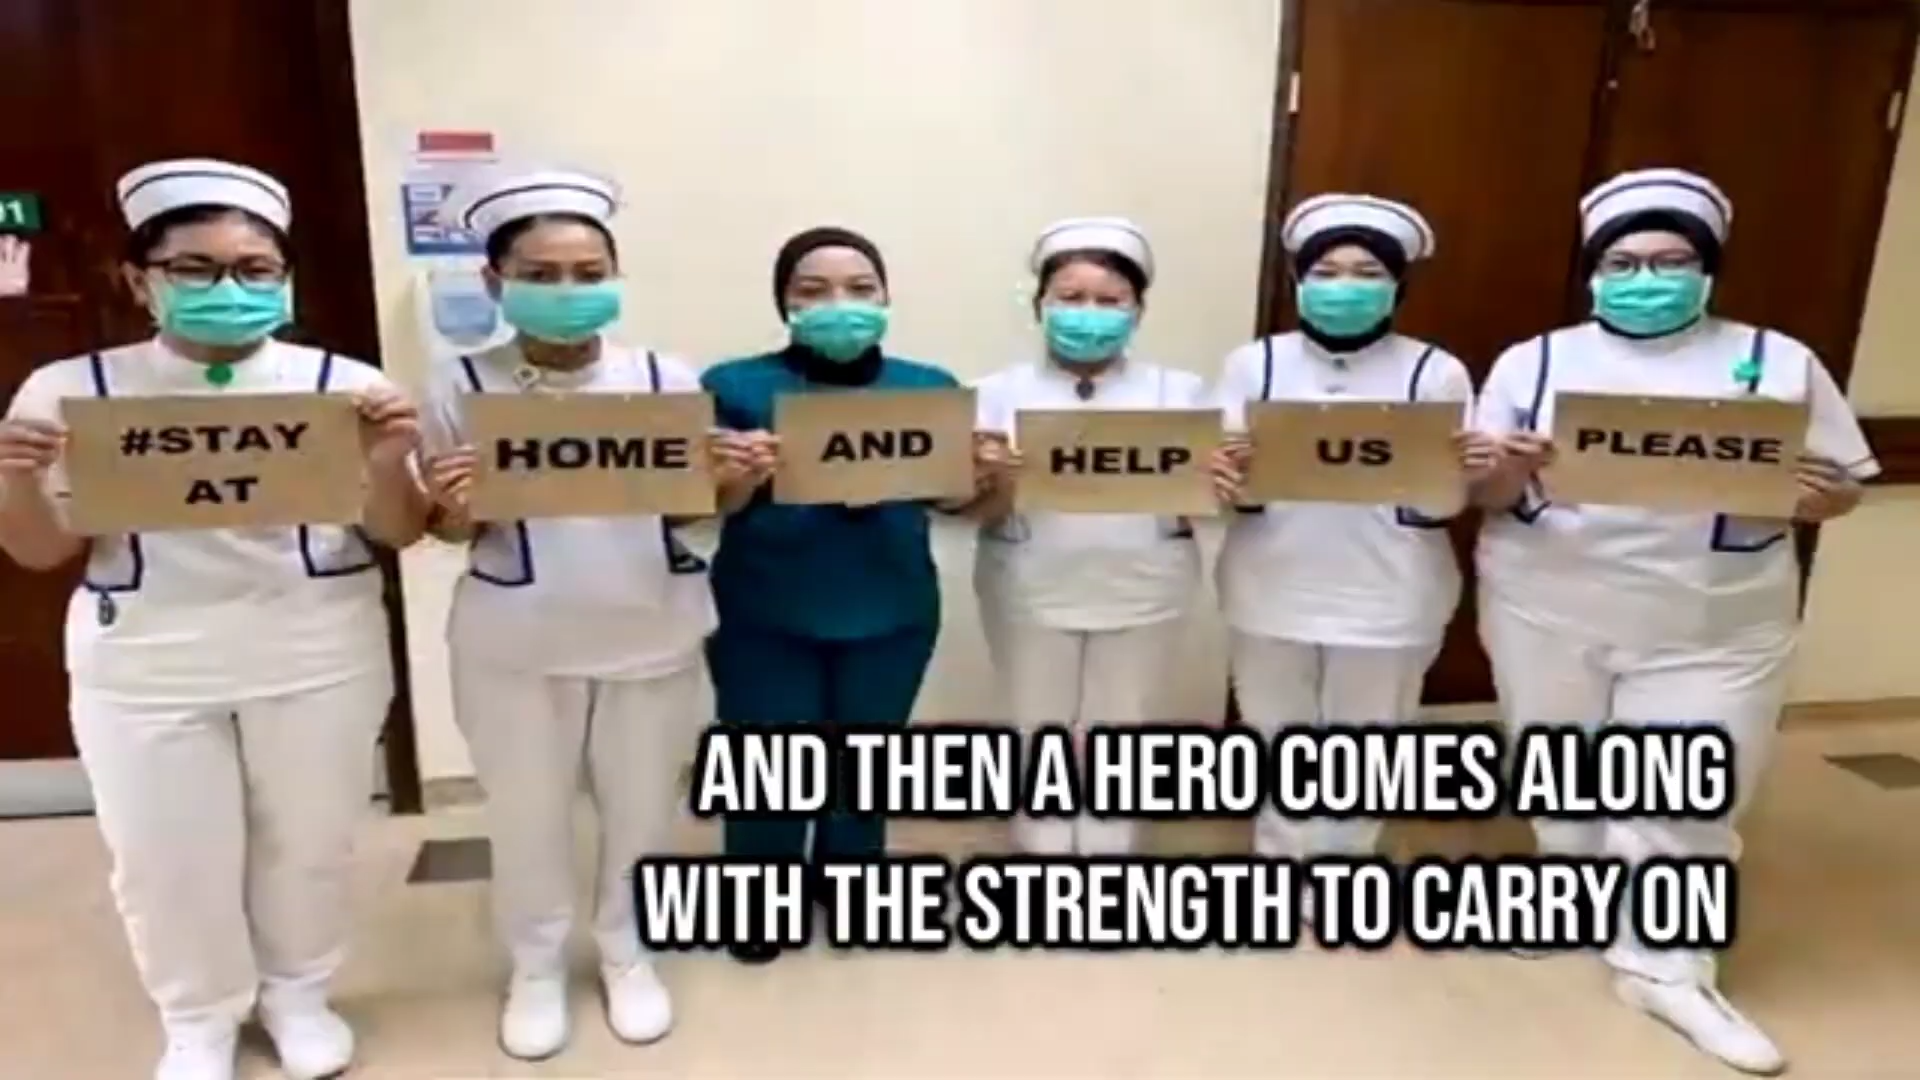 #STAY
AT
HOME
AND
HELP
US
PLEASE
AND THEN A HERO COMES ALONG
WITH THE STRENGTH TO CARRY ON